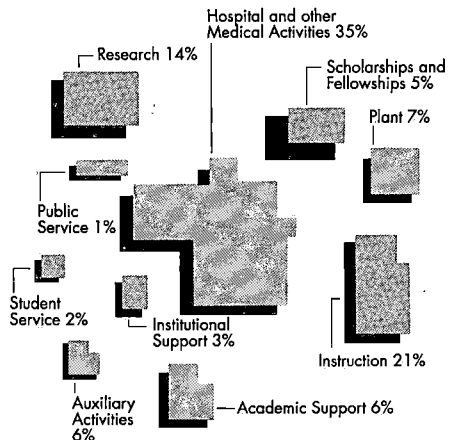 Hospital and other
Medical Activities 35%
Research 14%
Scholarships and
Fellowships 5%
Plant 7%
Public
Service 1%
Student
Service 2%
Institutional
Support 3%
Instruction 21%
Auxiliary
Activities
6%
Academic Support 6%